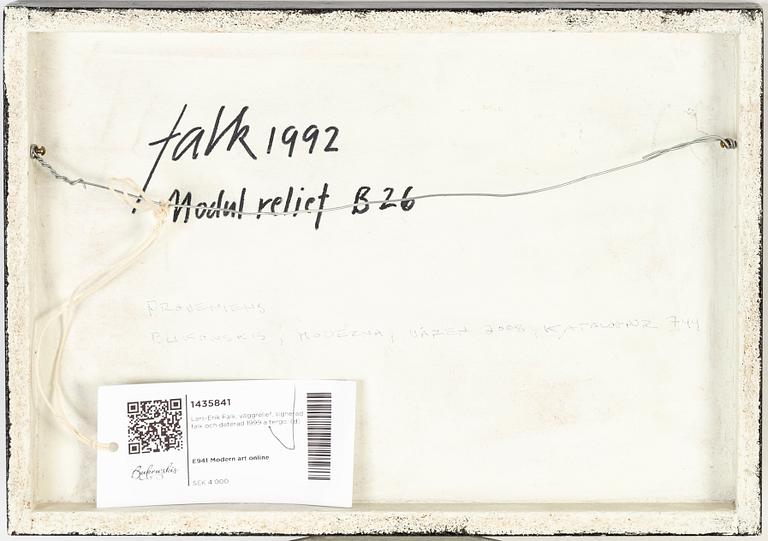 falk 1992
Modul relief B 26
PROVENIENS
BUKOWSKIS, MODERNA, VÅREN 2008, KATALOGNR 744
1435841
Lars-Erik Falk, väggrelief, signerad
falk och daterad 1999 a tergo. (d)
E941 Modern art online
Bukowskis
SEK 4 000